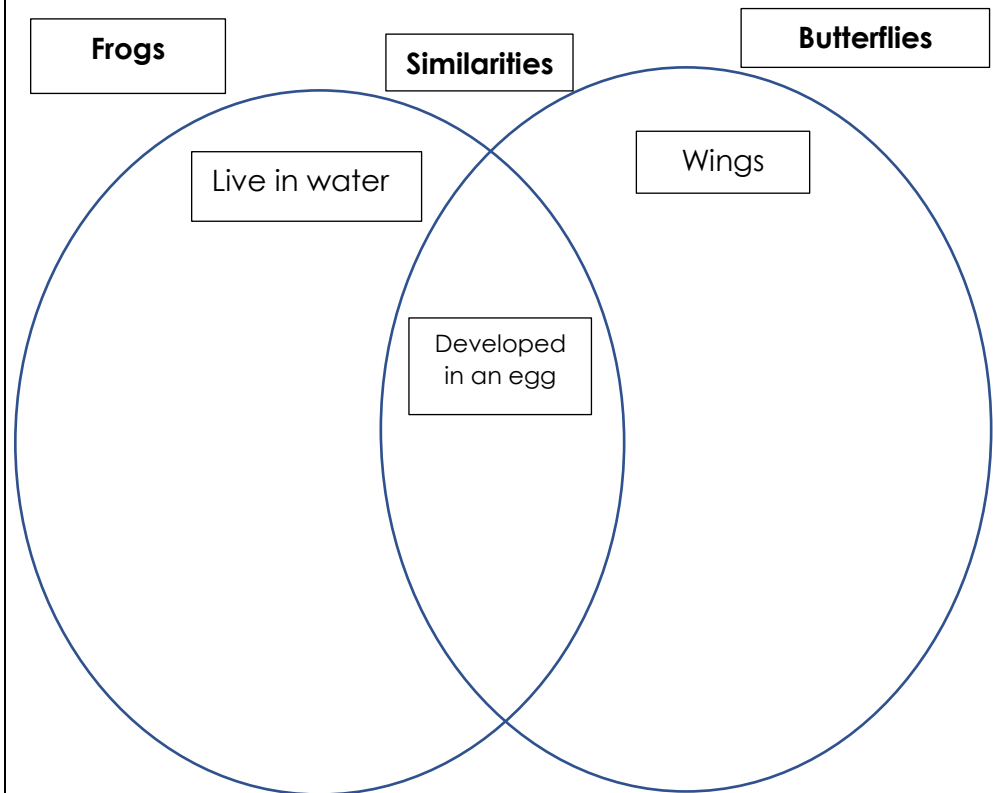 Frogs
Similarities
Butterflies
Live in water
Wings
Developed
in an egg